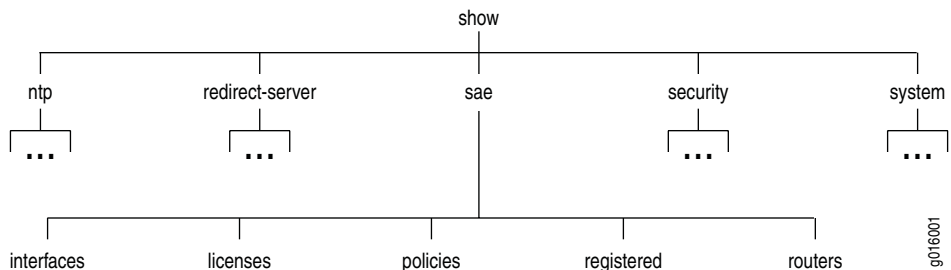 show
ntp redirect-server sae security system
... ... ... ...
interfaces licenses policies registered routers
g016001